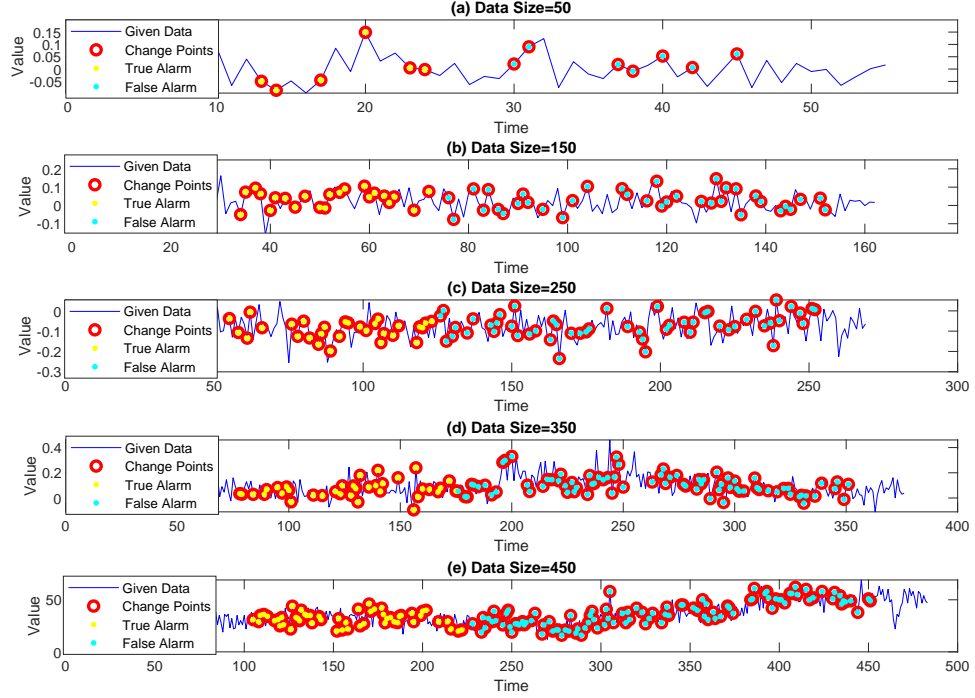 (a) Data Size=50
Value
0.15
0.1
0.05
0
-0.05
Given Data
Change Points
True Alarm
False Alarm
0 10 20 30 40 50
Time
(b) Data Size=150
Value
0.2
0.1
0
-0.1
Given Data
Change Points
True Alarm
False Alarm
0 20 40 60 80 100 120 140 160
Time
(c) Data Size=250
Value
0
-0.1
-0.2
-0.3
Given Data
Change Points
True Alarm
False Alarm
0 50 100 150 200 250 300
Time
(d) Data Size=350
Value
0.4
0.2
0
Given Data
Change Points
True Alarm
False Alarm
0 50 100 150 200 250 300 350 400
Time
(e) Data Size=450
Value
50
0
Given Data
Change Points
True Alarm
False Alarm
0 50 100 150 200 250 300 350 400 450 500
Time